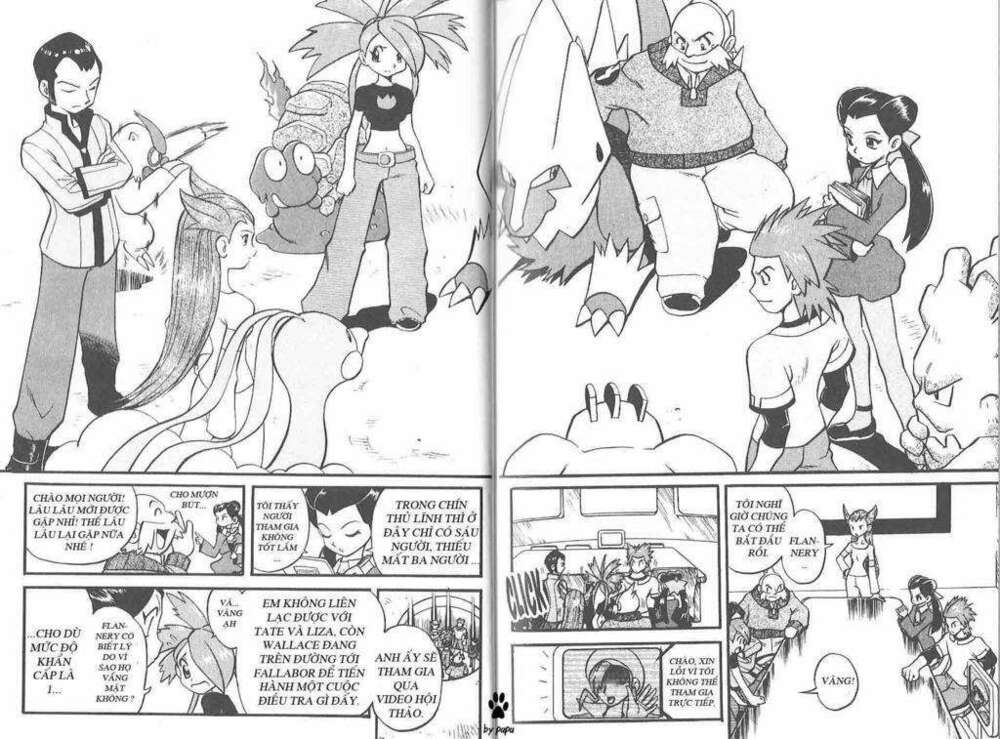 CHÀO MỌI NGƯỜI!
LÂU LÂU MỚI ĐƯỢC
GẶP NHỈ! THẾ LÂU
LÂU LẠI GẶP NỮA
NHÉ !
CHO MƯỢN
BÚT...
TÔI THẤY
NGƯỜI
THAM GIA
KHÔNG
TỐT LẮM
TRONG CHÍN
THỦ LĨNH THÌ Ở
ĐÂY CHỈ CÓ SÁU
NGƯỜI, THIẾU
MẤT BA NGƯỜI ...
...CHO DÙ
MỨC ĐỘ
KHẨN
CẤP LÀ
1...
FLAN-
NERY CÓ
BIẾT LÝ
DO VÌ
SAO HỌ
VẮNG
MẶT
KHÔNG ?
VÂ...
VÂNG
Ạ!
EM KHÔNG LIÊN
LẠC ĐƯỢC VỚI
TATE VÀ LIZA, CÒN
WALLACE ĐANG
TRÊN ĐƯỜNG TỚI
FALLABOR ĐỂ TIẾN
HÀNH MỘT CUỘC
ĐIỀU TRA GÌ ĐẤY.
ANH ẤY SẼ
THAM GIA
QUA
VIDEO HỘI
THẢO.
CLICK
CHÀO, XIN
LỖI VÌ TÔI
KHÔNG THỂ
THAM GIA
TRỰC TIẾP.
TÔI NGHĨ
GIỜ CHÚNG
TA CÓ THỂ
BẮT ĐẦU
RỒI.
FLAN-
NERY
VÂNG!
by papu